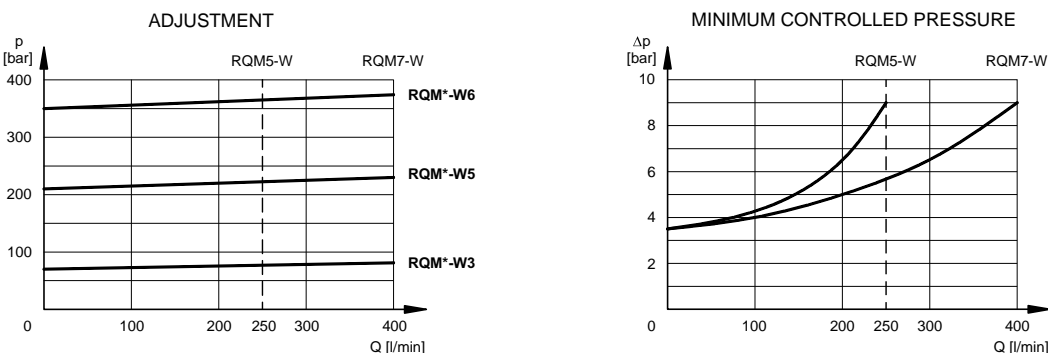 ADJUSTMENT
p
[bar]
RQM5-W
RQM7-W
400
RQM*-W6
300
RQM*-W5
200
100
RQM*-W3
0
100
200
250
300
400
Q [l/min]
MINIMUM CONTROLLED PRESSURE
Δp
[bar]
RQM5-W
RQM7-W
10
8
6
4
2
0
100
200
250
300
400
Q [l/min]